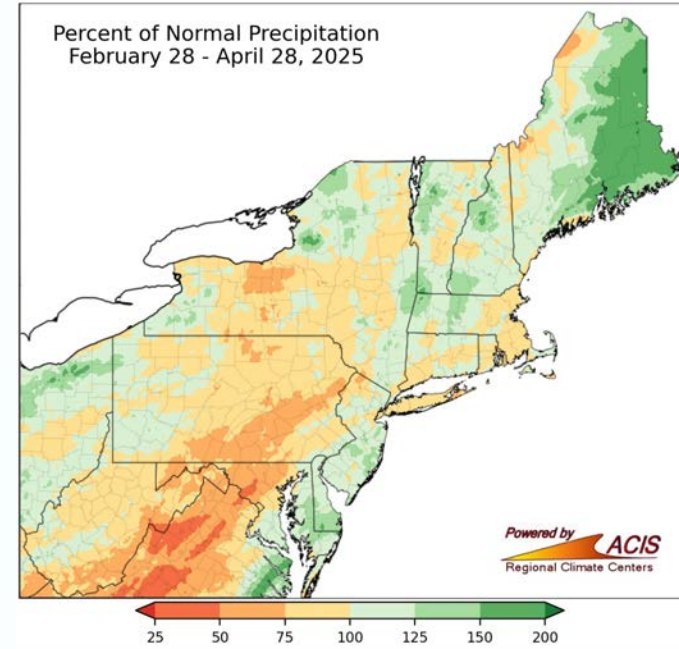 Percent of Normal Precipitation
February 28 - April 28, 2025
Powered by
ACIS
Regional Climate Centers
25 50 75 100 125 150 200